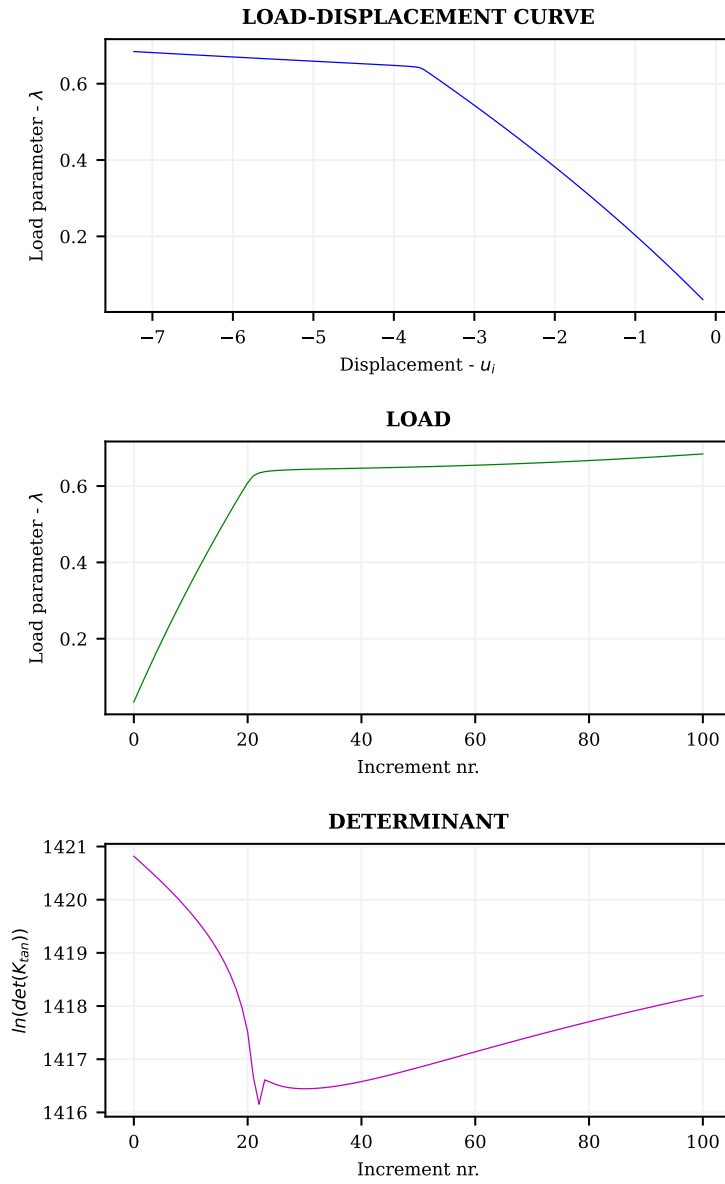 LOAD-DISPLACEMENT CURVE
Load parameter - λ
0.6
0.4
0.2
−7 −6 −5 −4 −3 −2 −1 0
Displacement - u_i
LOAD
Load parameter - λ
0.6
0.4
0.2
0 20 40 60 80 100
Increment nr.
DETERMINANT
ln(det(K_tan))
1421
1420
1419
1418
1417
1416
0 20 40 60 80 100
Increment nr.